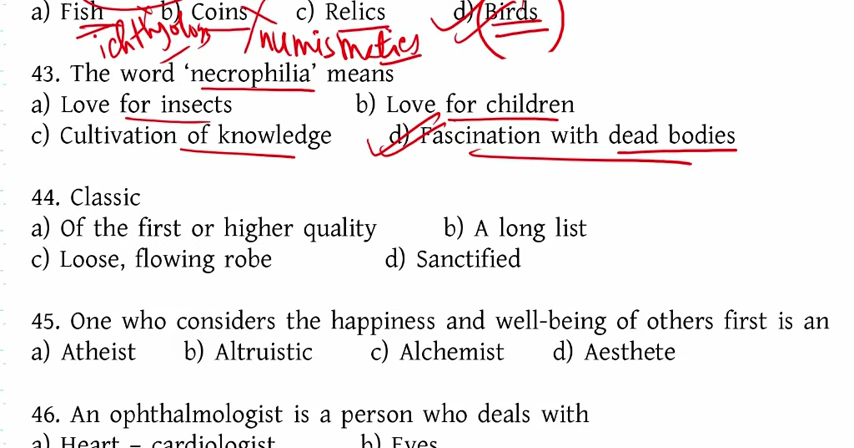 a) Fish b) Coins c) Relics d) Birds
ichthyology numismatics
43. The word ‘necrophilia’ means
a) Love for insects b) Love for children
c) Cultivation of knowledge d) Fascination with dead bodies
44. Classic
a) Of the first or higher quality b) A long list
c) Loose, flowing robe d) Sanctified
45. One who considers the happiness and well-being of others first is an
a) Atheist b) Altruistic c) Alchemist d) Aesthete
46. An ophthalmologist is a person who deals with
a) Heart – cardiologist b) Eyes